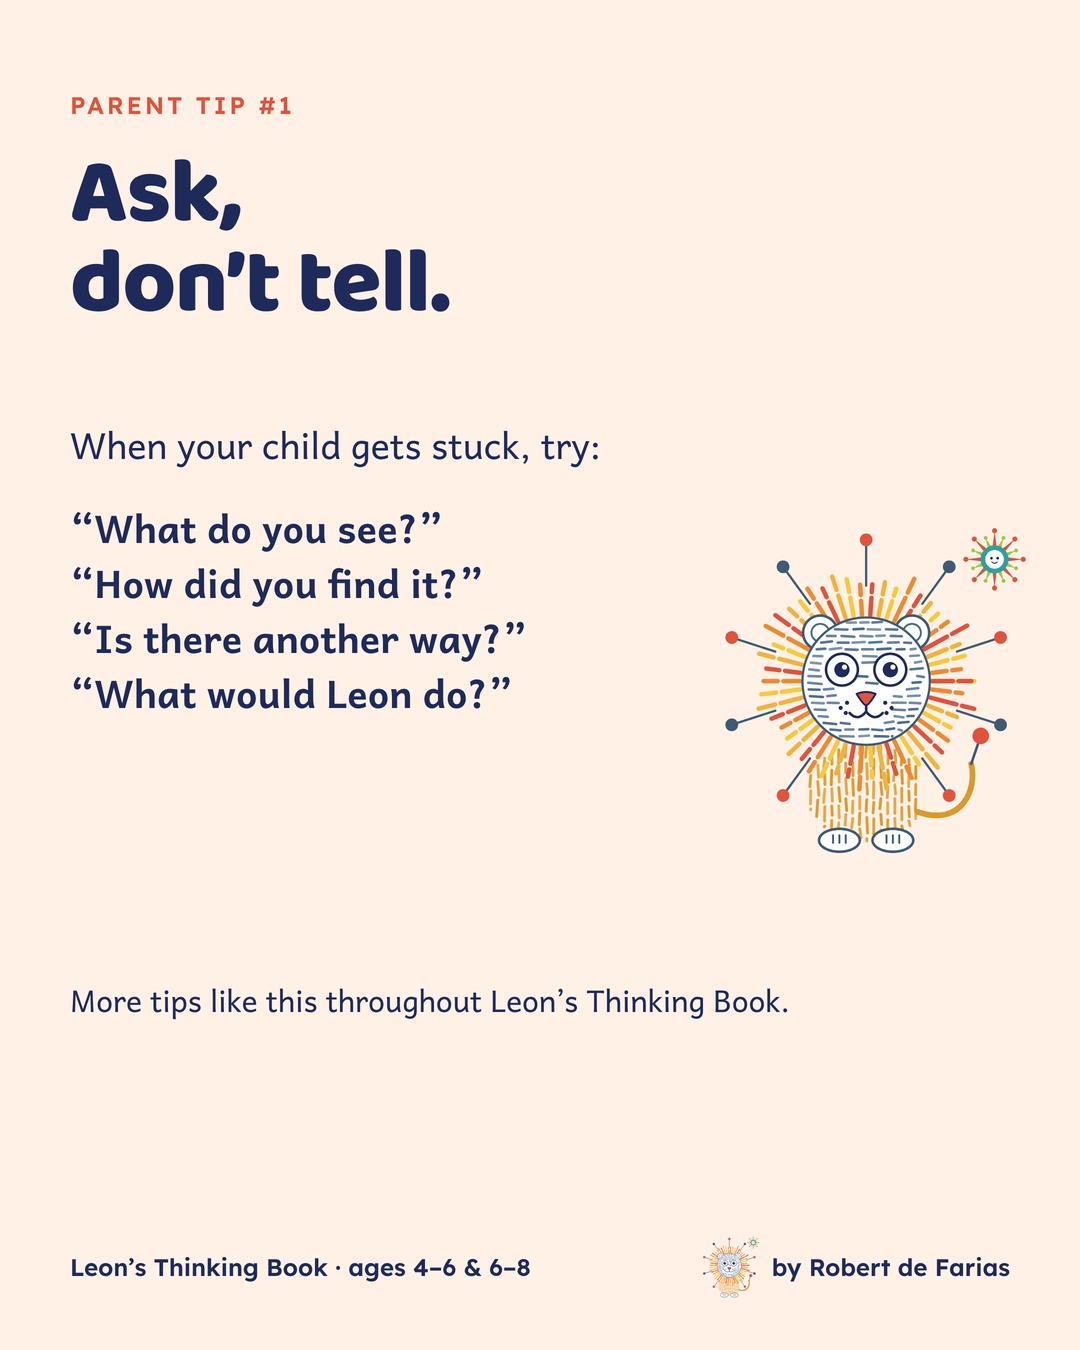 PARENT TIP #1
Ask,
don’t tell.
When your child gets stuck, try:
“What do you see?”
“How did you find it?”
“Is there another way?”
“What would Leon do?”
More tips like this throughout Leon’s Thinking Book.
Leon’s Thinking Book · ages 4–6 & 6–8
by Robert de Farias